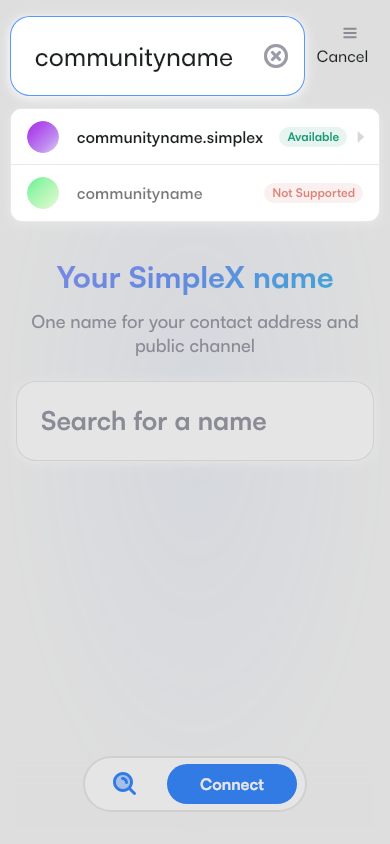 communityname
Cancel
communityname.simplex Available
communityname Not Supported
Your SimpleX name
One name for your contact address and
public channel
Search for a name
Connect